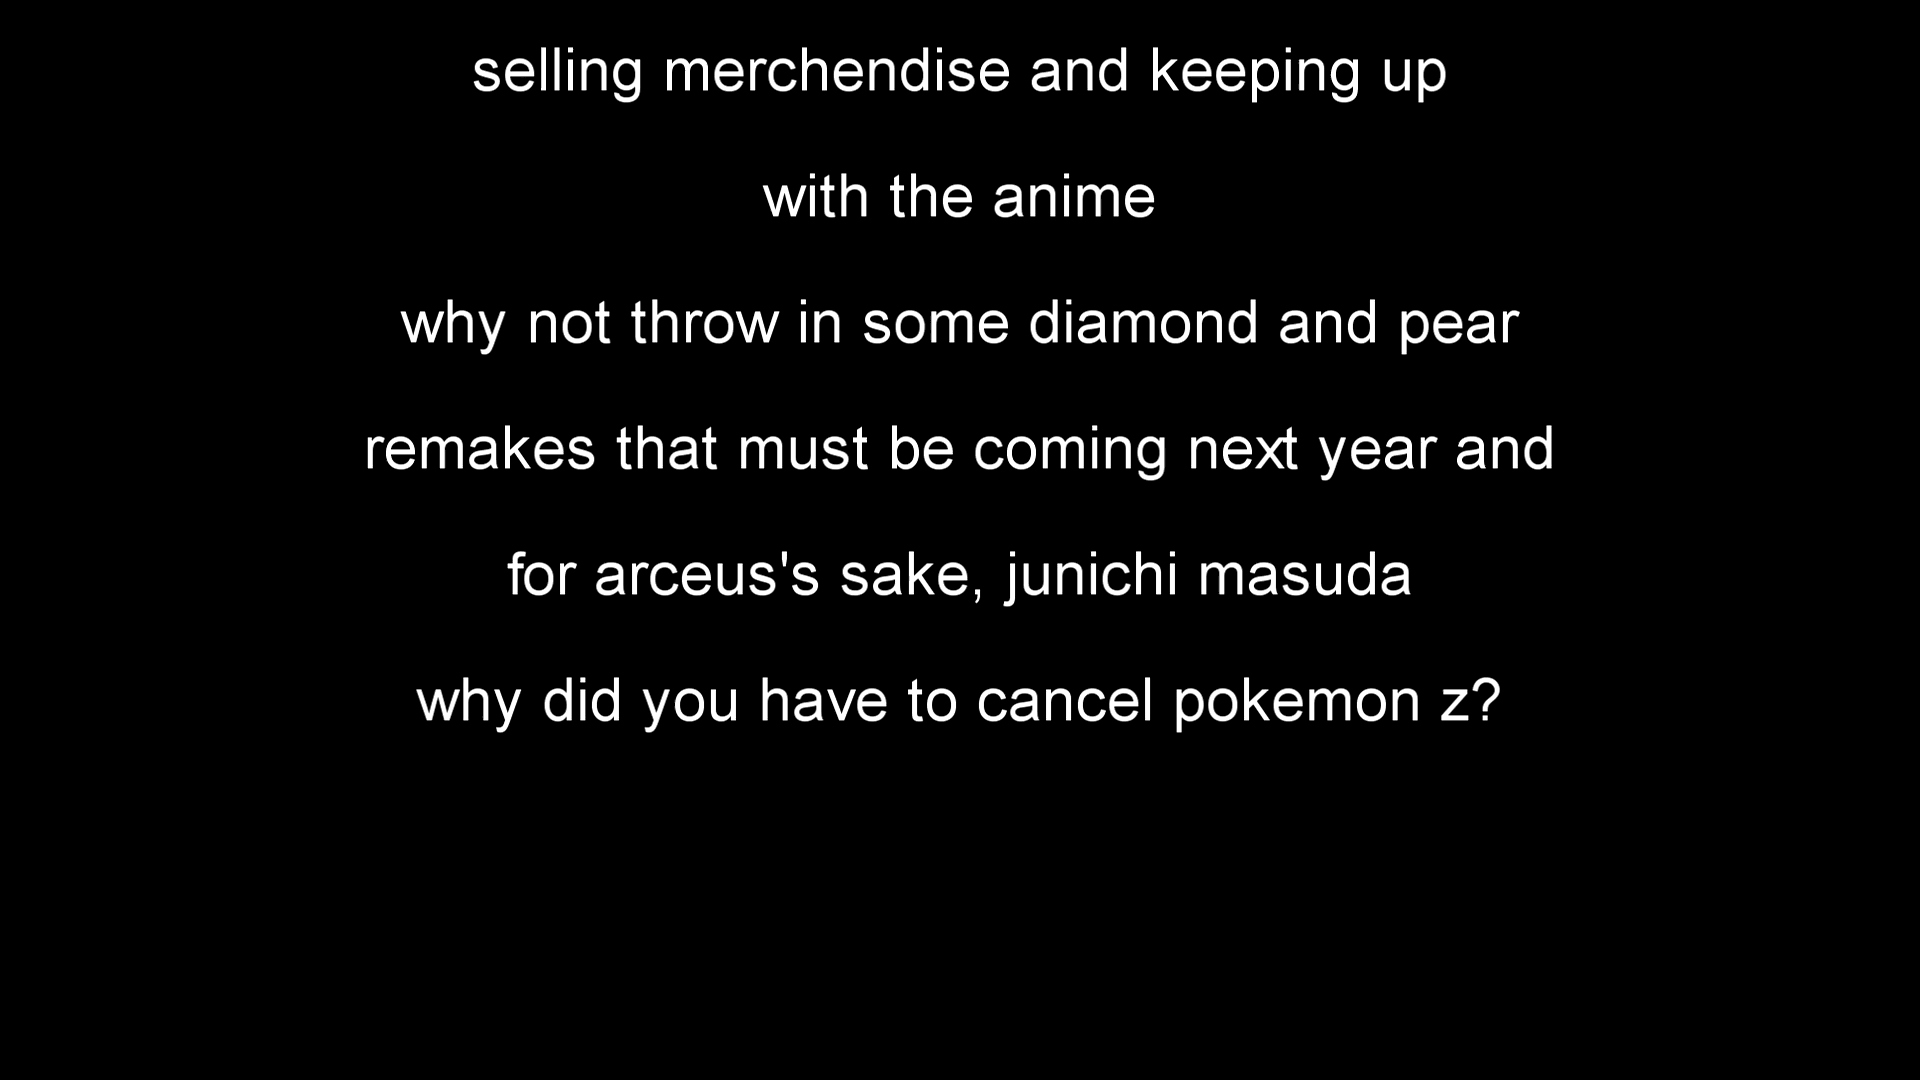 selling merchendise and keeping up
with the anime
why not throw in some diamond and pear
remakes that must be coming next year and
for arceus's sake, junichi masuda
why did you have to cancel pokemon z?